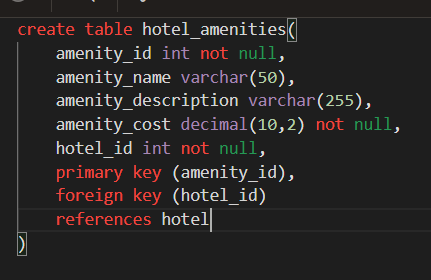 create table hotel_amenities(
amenity_id int not null,
amenity_name varchar(50),
amenity_description varchar(255),
amenity_cost decimal(10,2) not null,
hotel_id int not null,
primary key (amenity_id),
foreign key (hotel_id)
references hotel
)